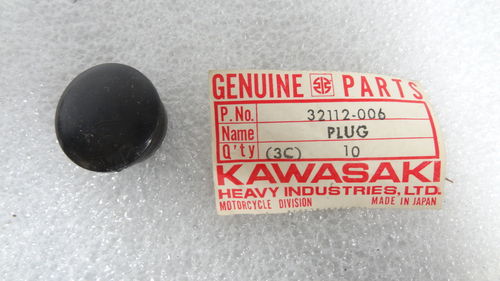 GENUINE PARTS
P.No. 32112-006
Name PLUG
Q'ty (3C) 10
KAWASAKI
HEAVY INDUSTRIES, LTD.
MOTORCYCLE DIVISION MADE IN JAPAN